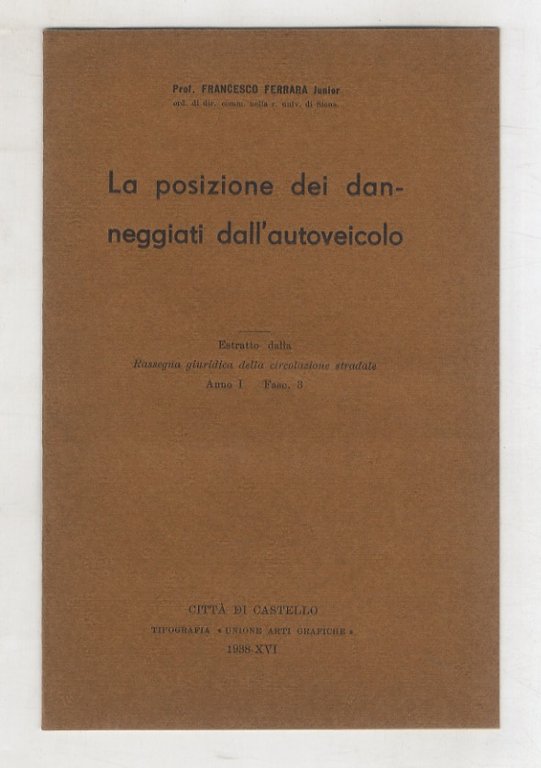 Prof. FRANCESCO FERRARA Junior
ord. di dir. comm. nella r. univ. di Siena.
La posizione dei dan-
neggiati dall'autoveicolo
Estratto dalla
Rassegna giuridica della circolazione stradale
Anno I Fasc. 3
CITTÀ DI CASTELLO
TIPOGRAFIA « UNIONE ARTI GRAFICHE »
1938-XVI